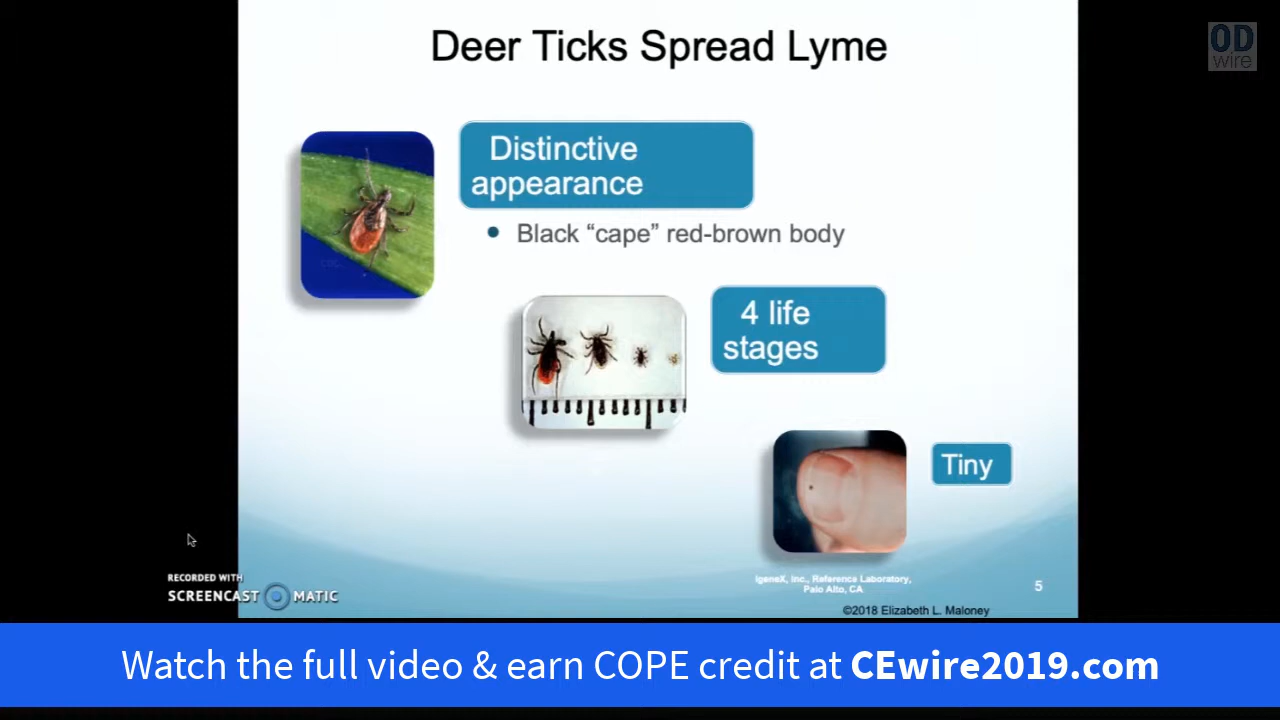 Deer Ticks Spread Lyme
OD
wire
Distinctive
appearance
• Black “cape” red-brown body
4 life
stages
Tiny
RECORDED WITH
SCREENCAST MATIC
IgeneX, Inc., Reference Laboratory,
Palo Alto, CA
5
©2018 Elizabeth L. Maloney
Watch the full video & earn COPE credit at CEwire2019.com